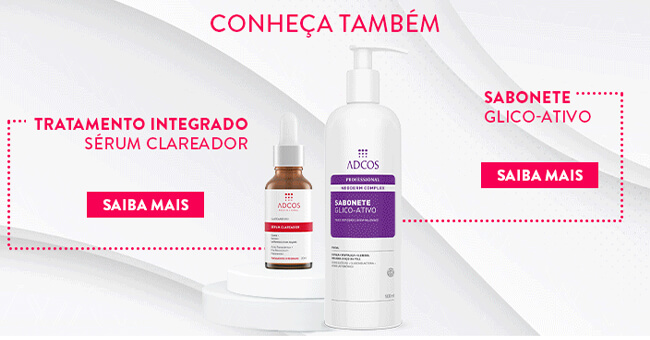 CONHEÇA TAMBÉM
TRATAMENTO INTEGRADO
SÉRUM CLAREADOR
SAIBA MAIS
ADCOS
SÉRUM CLAREADOR
ADCOS
PROFESSIONAL
SABONETE
GLICO-ATIVO
SABONETE
GLICO-ATIVO
SAIBA MAIS